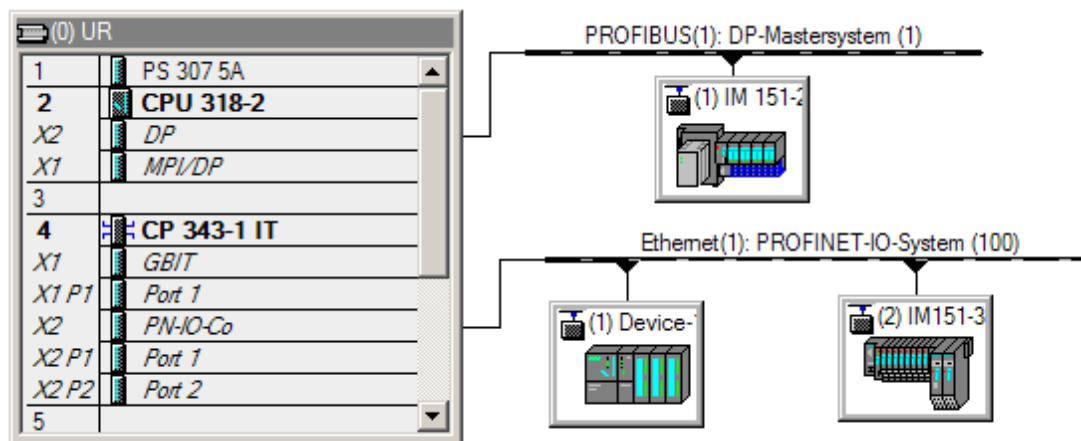 (0) UR
1 PS 307 5A
2 CPU 318-2
X2 DP
X1 MPI/DP
3
4 CP 343-1 IT
X1 GBIT
X1 P1 Port 1
X2 PN-IO-Co
X2 P1 Port 1
X2 P2 Port 2
5
PROFIBUS(1): DP-Mastersystem (1)
(1) IM 151-2
Ethernet(1): PROFINET-IO-System (100)
(1) Device-
(2) IM151-3